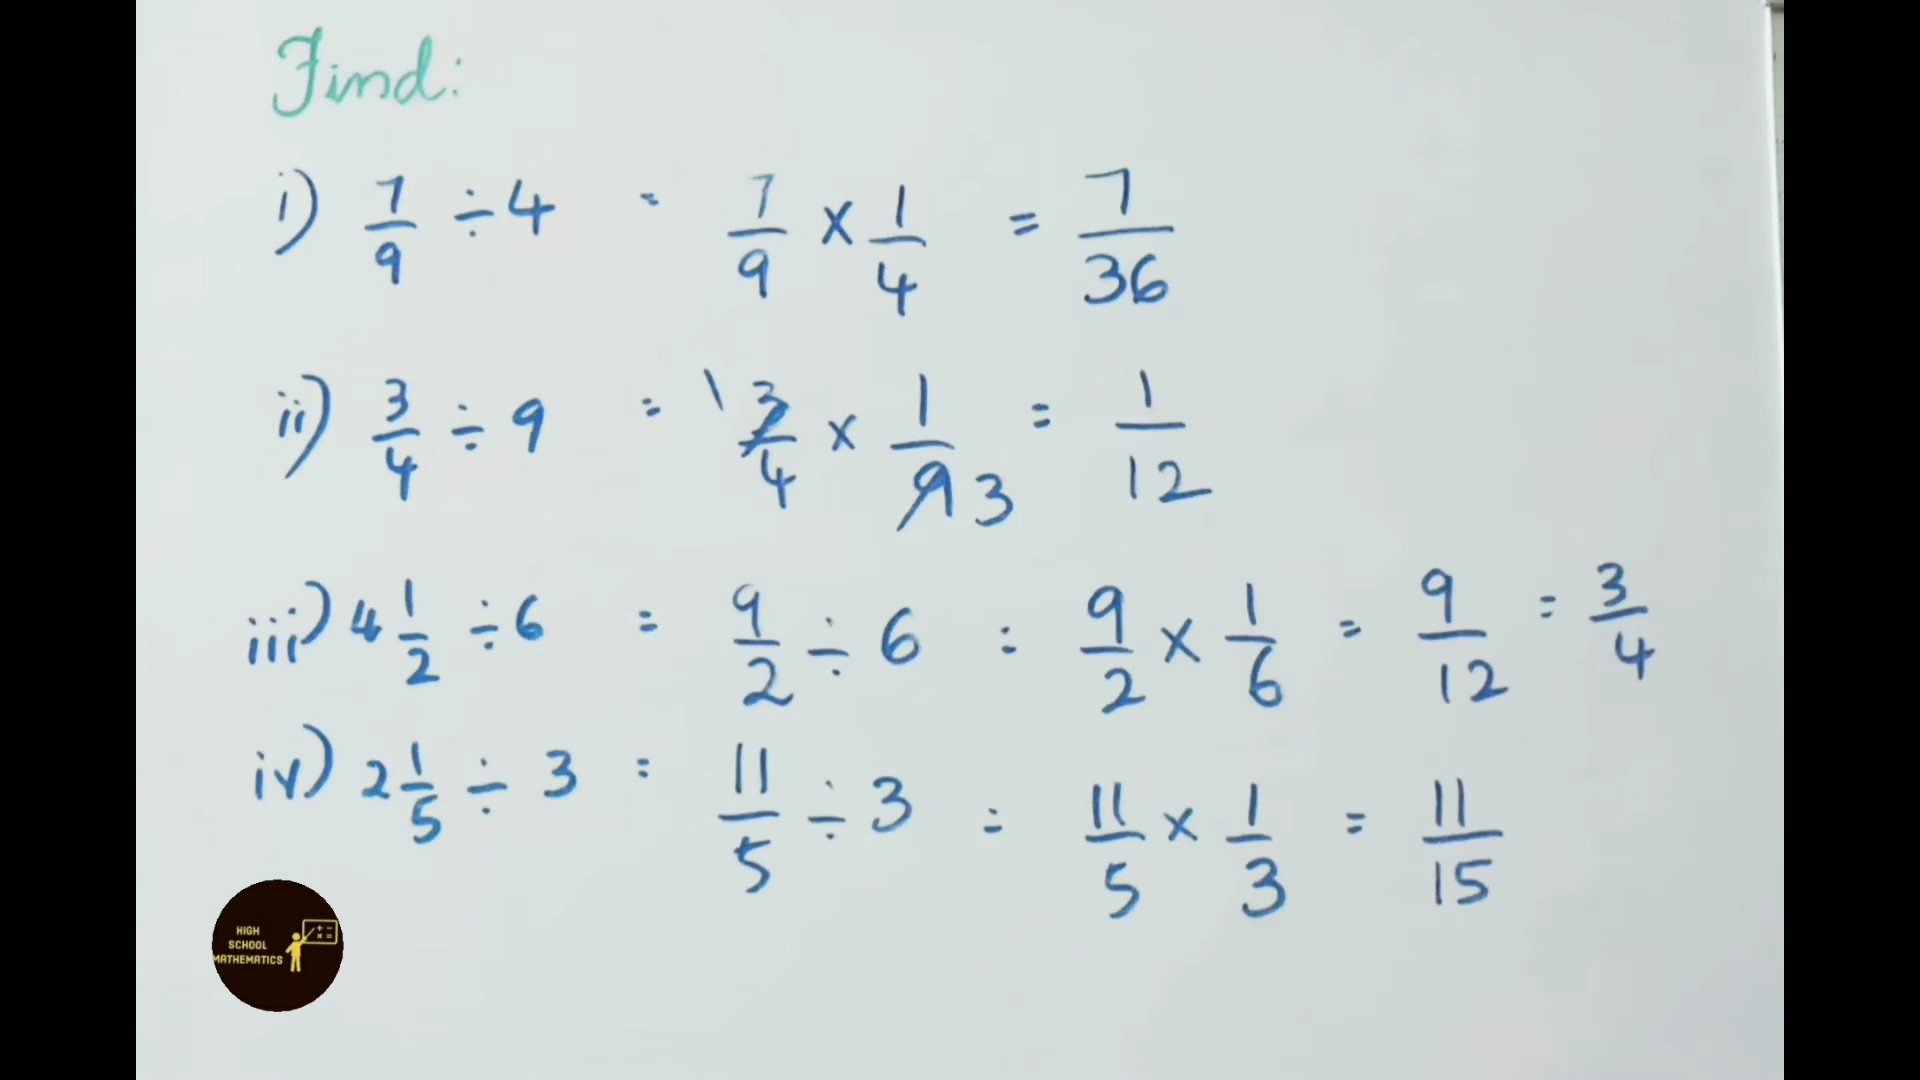 Find:
i) 7/9 ÷ 4 = 7/9 × 1/4 = 7/36
ii) 3/4 ÷ 9 = 1 3/4 × 1/9 3 = 1/12
iii) 4 1/2 ÷ 6 = 9/2 ÷ 6 = 9/2 × 1/6 = 9/12 = 3/4
iv) 2 1/5 ÷ 3 = 11/5 ÷ 3 = 11/5 × 1/3 = 11/15
HIGH
SCHOOL
MATHEMATICS